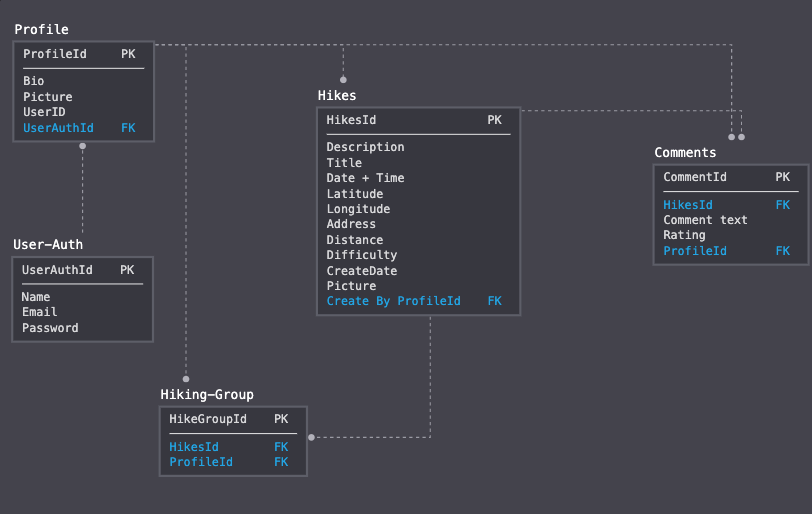 Profile
ProfileId PK
Bio
Picture
UserID
UserAuthId FK
User-Auth
UserAuthId PK
Name
Email
Password
Hikes
HikesId PK
Description
Title
Date + Time
Latitude
Longitude
Address
Distance
Difficulty
CreateDate
Picture
Create By ProfileId FK
Comments
CommentId PK
HikesId FK
Comment text
Rating
ProfileId FK
Hiking-Group
HikeGroupId PK
HikesId FK
ProfileId FK